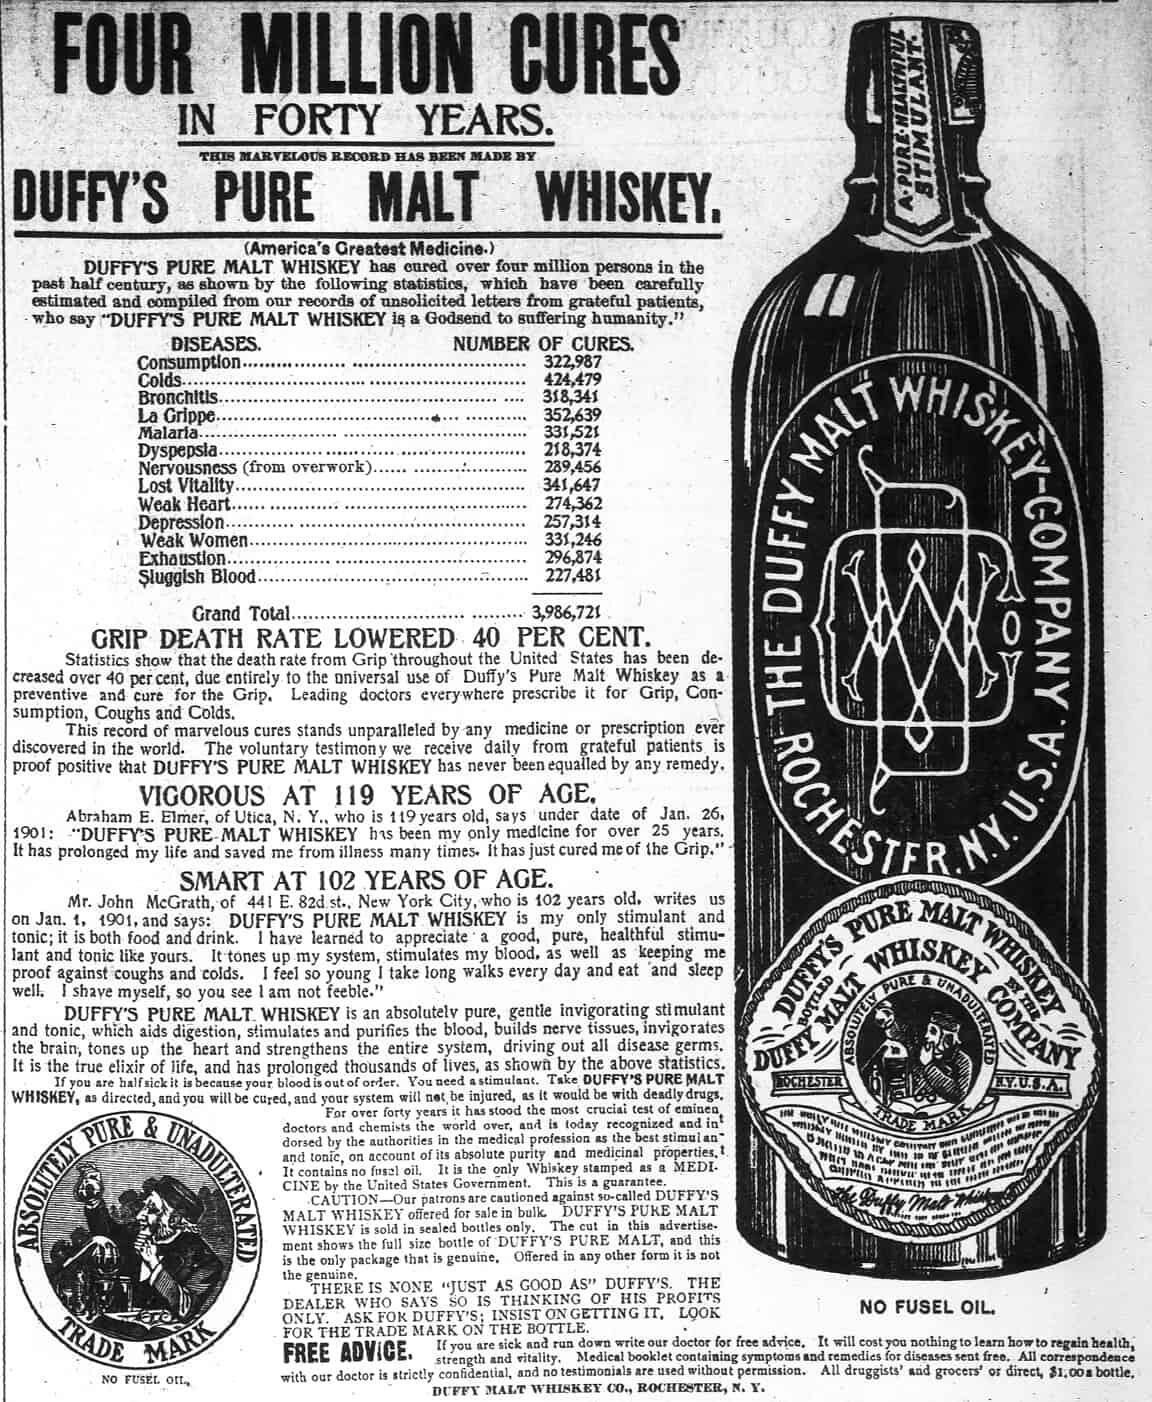 FOUR MILLION CURES
IN FORTY YEARS.
THIS MARVELOUS RECORD HAS BEEN MADE BY
DUFFY'S PURE MALT WHISKEY.
(America's Greatest Medicine.)
DUFFY'S PURE MALT WHISKEY has cured over four million persons in the
past half century, as shown by the following statistics, which have been carefully
estimated and compiled from our records of unsolicited letters from grateful patients,
who say "DUFFY'S PURE MALT WHISKEY is a Godsend to suffering humanity."
DISEASES. NUMBER OF CURES.
Consumption 322,987
Colds 424,479
Bronchitis 318,341
La Grippe 352,639
Malaria 331,521
Dyspepsia 218,374
Nervousness (from overwork) 289,456
Lost Vitality 341,647
Weak Heart 274,362
Depression 257,314
Weak Women 331,246
Exhaustion 296,874
Sluggish Blood 227,481
Grand Total 3,986,721
GRIP DEATH RATE LOWERED 40 PER CENT.
Statistics show that the death rate from Grip throughout the United States has been de-
creased over 40 per cent, due entirely to the universal use of Duffy's Pure Malt Whiskey as a
preventive and cure for the Grip. Leading doctors everywhere prescribe it for Grip, Con-
sumption, Coughs and Colds.
This record of marvelous cures stands unparalleled by any medicine or prescription ever
discovered in the world. The voluntary testimony we receive daily from grateful patients is
proof positive that DUFFY'S PURE MALT WHISKEY has never been equalled by any remedy.
VIGOROUS AT 119 YEARS OF AGE.
Abraham E. Elmer, of Utica, N. Y., who is 119 years old, says under date of Jan. 26,
1901: "DUFFY'S PURE MALT WHISKEY has been my only medicine for over 25 years.
It has prolonged my life and saved me from illness many times. It has just cured me of the Grip."
SMART AT 102 YEARS OF AGE.
Mr. John McGrath, of 441 E. 82d st., New York City, who is 102 years old, writes us
on Jan. 1, 1901, and says: DUFFY'S PURE MALT WHISKEY is my only stimulant and
tonic; it is both food and drink. I have learned to appreciate a good, pure, healthful stimu-
lant and tonic like yours. It tones up my system, stimulates my blood, as well as keeping me
proof against coughs and colds. I feel so young I take long walks every day and eat and sleep
well. I shave myself, so you see I am not feeble."
DUFFY'S PURE MALT WHISKEY is an absolutely pure, gentle invigorating stimulant
and tonic, which aids digestion, stimulates and purifies the blood, builds nerve tissues, invigorates
the brain, tones up the heart and strengthens the entire system, driving out all disease germs.
It is the true elixir of life, and has prolonged thousands of lives, as shown by the above statistics.
If you are half sick it is because your blood is out of order. You need a stimulant. Take DUFFY'S PURE MALT
WHISKEY, as directed, and you will be cured, and your system will not be injured, as it would be with deadly drugs.
For over forty years it has stood the most crucial test of eminent
doctors and chemists the world over, and is today recognized and in-
dorsed by the authorities in the medical profession as the best stimulant
and tonic, on account of its absolute purity and medicinal properties.
It contains no fusel oil. It is the only Whiskey stamped as a MEDI-
CINE by the United States Government. This is a guarantee.
CAUTION—Our patrons are cautioned against so-called DUFFY'S
MALT WHISKEY offered for sale in bulk. DUFFY'S PURE MALT
WHISKEY is sold in sealed bottles only. The cut in this advertise-
ment shows the full size bottle of DUFFY'S PURE MALT, and this
is the only package that is genuine. Offered in any other form it is not
the genuine.
THERE IS NONE "JUST AS GOOD AS" DUFFY'S. THE
DEALER WHO SAYS SO IS THINKING OF HIS PROFITS
ONLY. ASK FOR DUFFY'S; INSIST ON GETTING IT. LOOK
FOR THE TRADE MARK ON THE BOTTLE.
FREE ADVICE. If you are sick and run down write our doctor for free advice. It will cost you nothing to learn how to regain health,
strength and vitality. Medical booklet containing symptoms and remedies for diseases sent free. All correspondence
with our doctor is strictly confidential, and no testimonials are used without permission. All druggists' and grocers' or direct, $1.00 a bottle.
DUFFY MALT WHISKEY CO., ROCHESTER, N. Y.
ABSOLUTELY PURE & UNADULTERATED
TRADE MARK
NO FUSEL OIL.
A PURE HEALTHFUL
STIMULANT.
THE DUFFY MALT WHISKEY COMPANY.
ROCHESTER, N.Y. U.S.A.
DUFFY'S PURE MALT WHISKEY
BOTTLED BY THE
DUFFY MALT WHISKEY COMPANY
ABSOLUTELY PURE & UNADULTERATED
ROCHESTER N.Y. U.S.A.
TRADE MARK
The Duffy Malt Whiskey
NO FUSEL OIL.